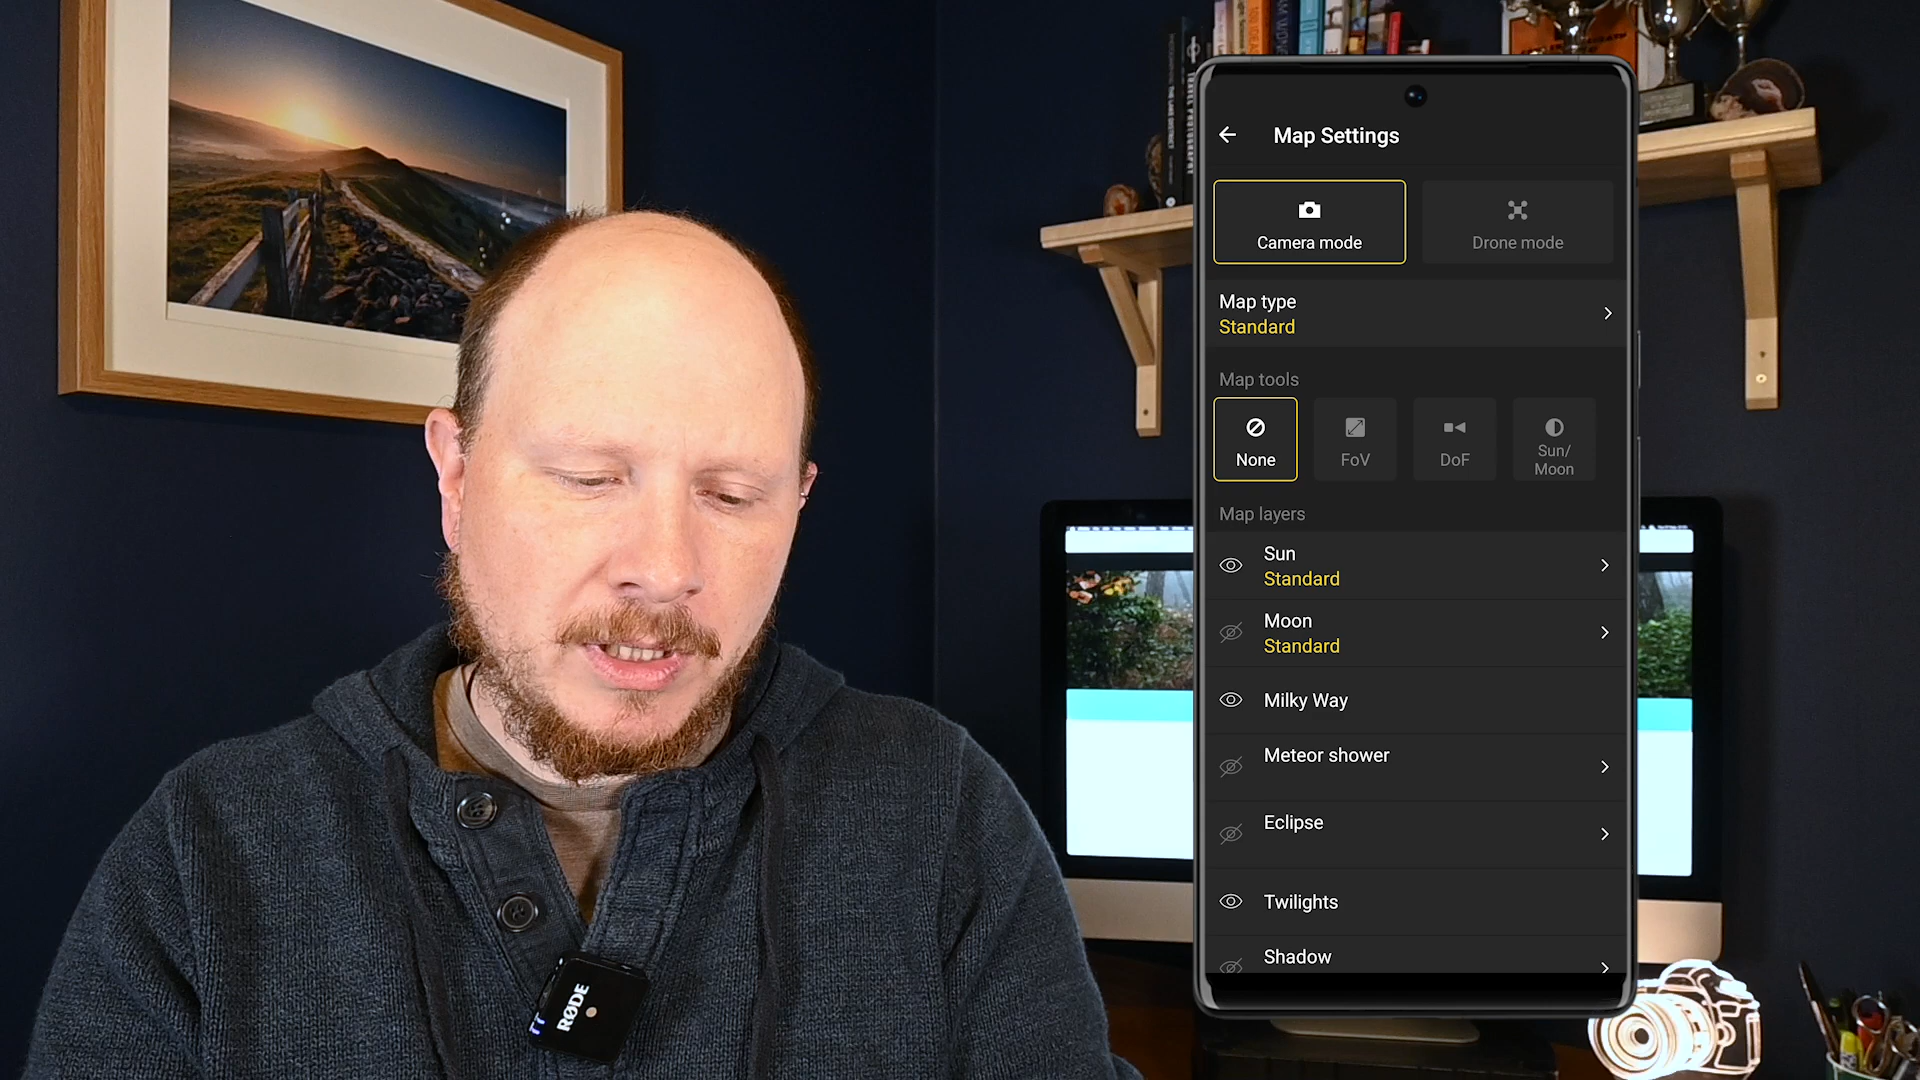 Map Settings
Camera mode
Drone mode
Map type
Standard
Map tools
None
FoV
DoF
Sun/
Moon
Map layers
Sun
Standard
Moon
Standard
Milky Way
Meteor shower
Eclipse
Twilights
Shadow
RØDE